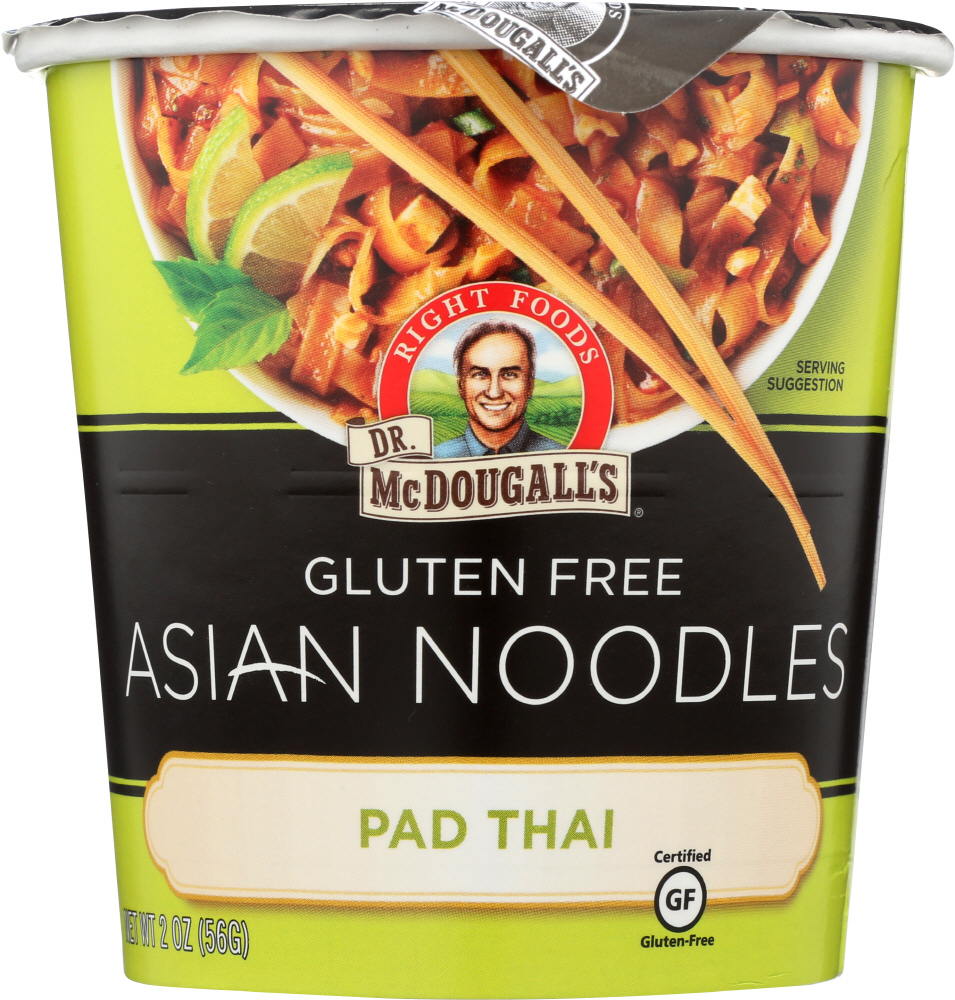 McDOUGALL'S
RIGHT FOODS
DR.
McDOUGALL'S
®
SERVING
SUGGESTION
GLUTEN FREE
ASIAN NOODLES
PAD THAI
Certified
GF
Gluten-Free
NET WT 2 OZ (56G)